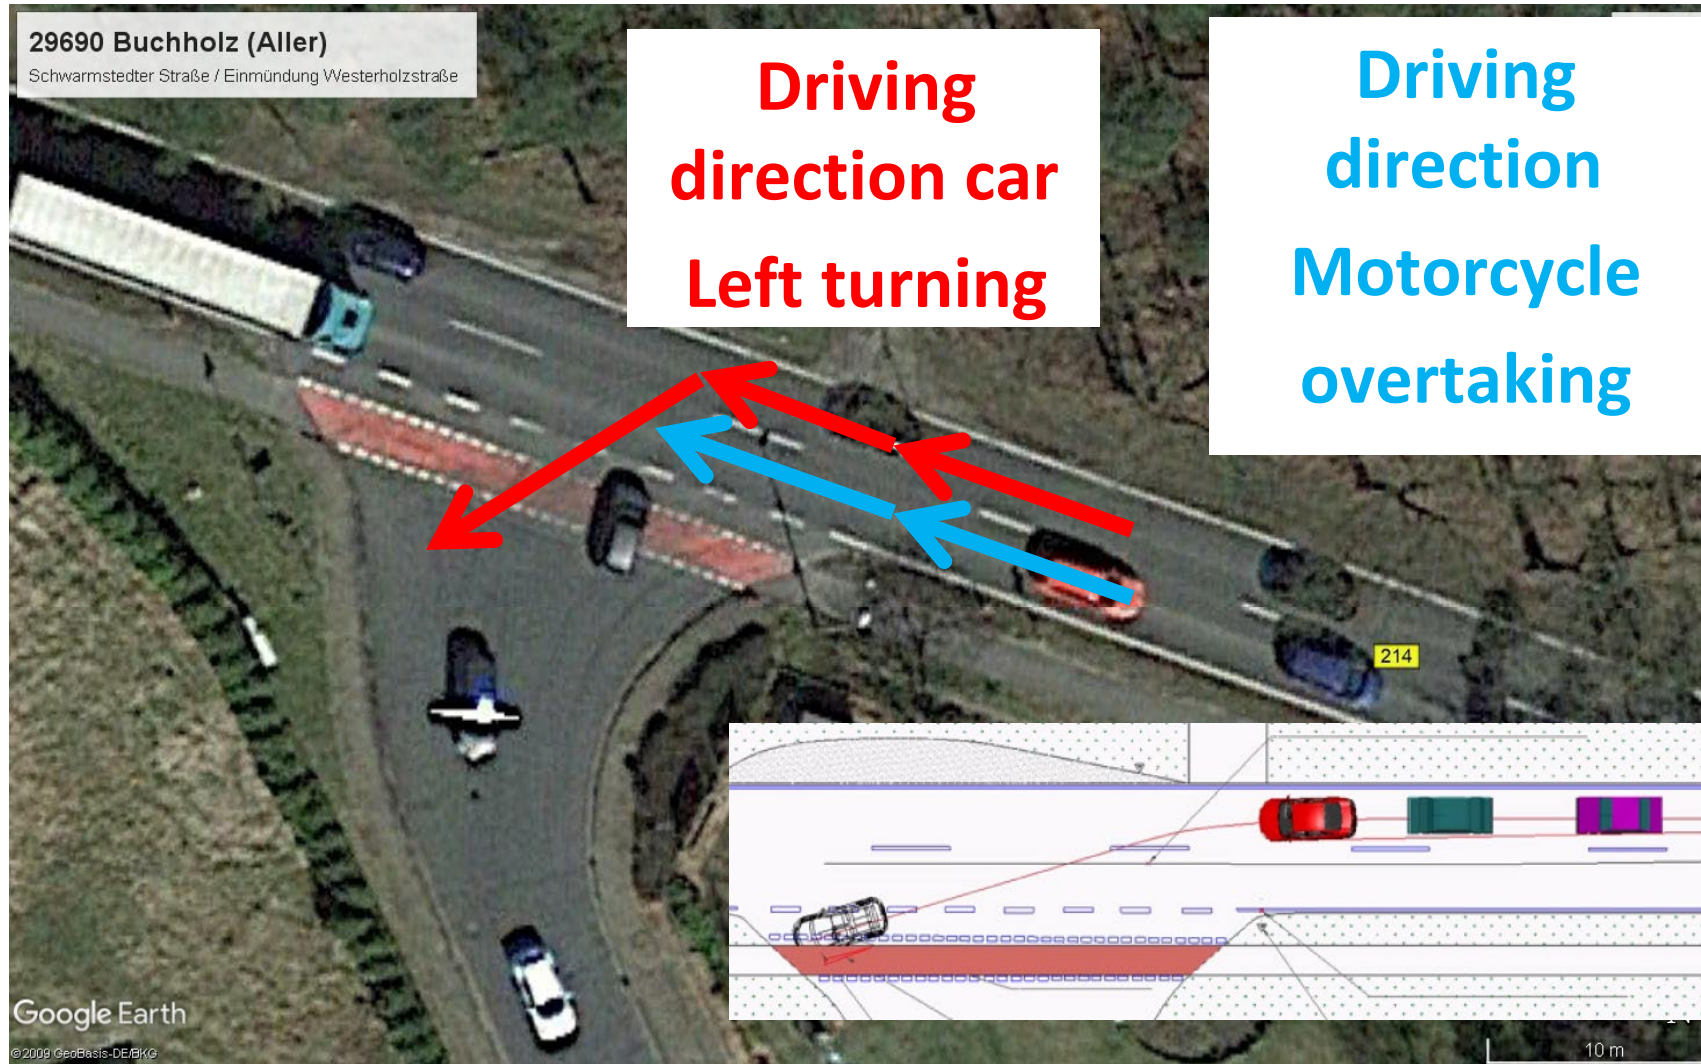 29690 Buchholz (Aller)
Schwarmstedter Straße / Einmündung Westerholzstraße
Driving
direction car
Left turning
Driving
direction
Motorcycle
overtaking
214
Google Earth
©2009 GeoBasis-DE/BKG
N
10 m